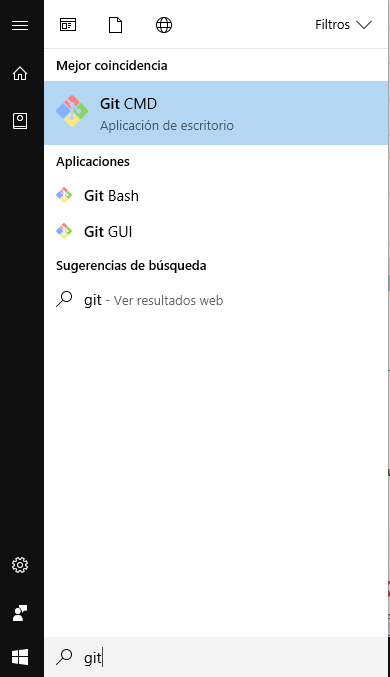 Filtros
Mejor coincidencia
Git CMD
Aplicación de escritorio
Aplicaciones
Git Bash
Git GUI
Sugerencias de búsqueda
git - Ver resultados web
git